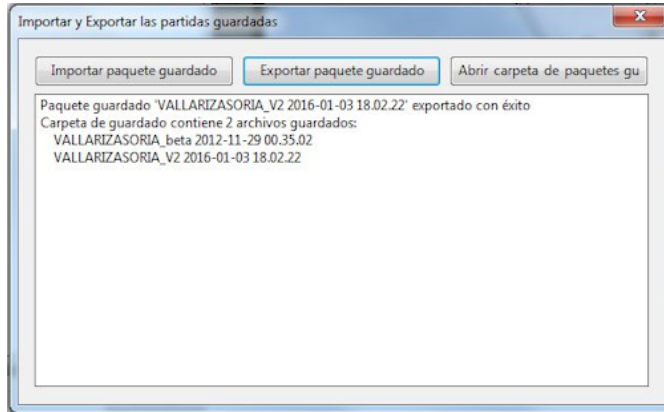 Importar y Exportar las partidas guardadas
Importar paquete guardado
Exportar paquete guardado
Abrir carpeta de paquetes gu
Paquete guardado 'VALLARIZASORIA_V2 2016-01-03 18.02.22' exportado con éxito
Carpeta de guardado contiene 2 archivos guardados:
VALLARIZASORIA_beta 2012-11-29 00.35.02
VALLARIZASORIA_V2 2016-01-03 18.02.22